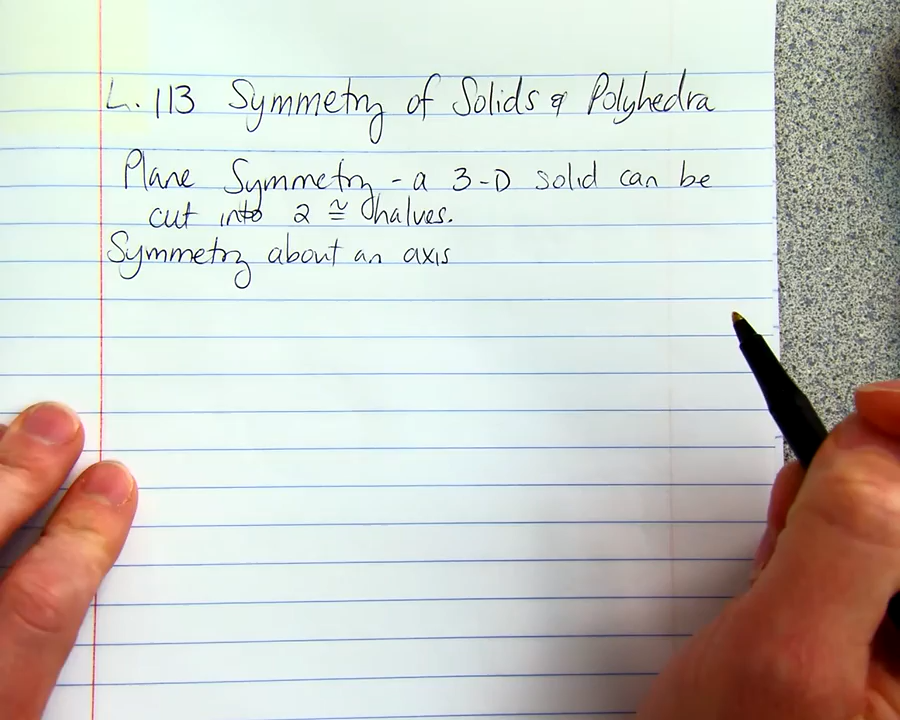 L. 113 Symmetry of Solids & Polyhedra
Plane Symmetry - a 3-D solid can be
cut into 2 ≅ halves.
Symmetry about an axis